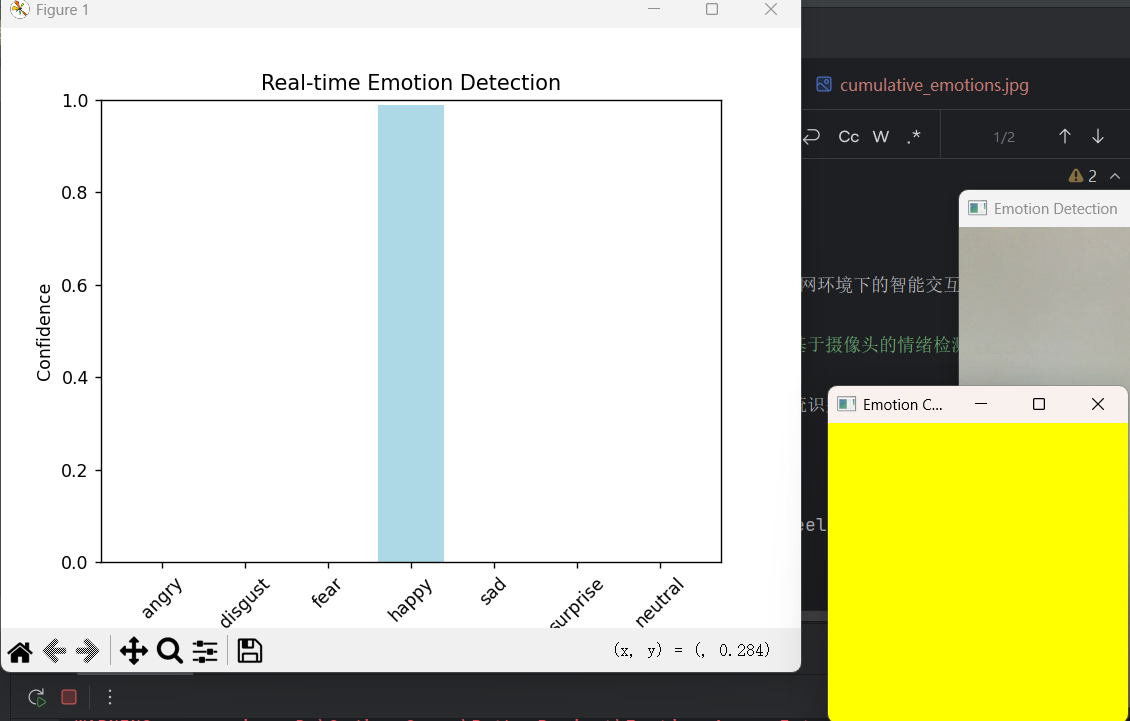 Figure 1
Real-time Emotion Detection
1.0
0.8
0.6
0.4
0.2
0.0
Confidence
angry
disgust
fear
happy
sad
surprise
neutral
(x, y) = (, 0.284)
cumulative_emotions.jpg
Cc W .*
1/2
2
Emotion Detection
网环境下的智能交互
基于摄像头的情绪检测
流识
eel
Emotion C...